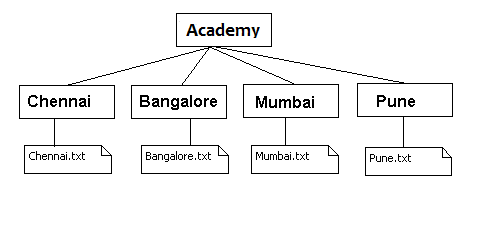 Academy
Chennai
Bangalore
Mumbai
Pune
Chennai.txt
Bangalore.txt
Mumbai.txt
Pune.txt